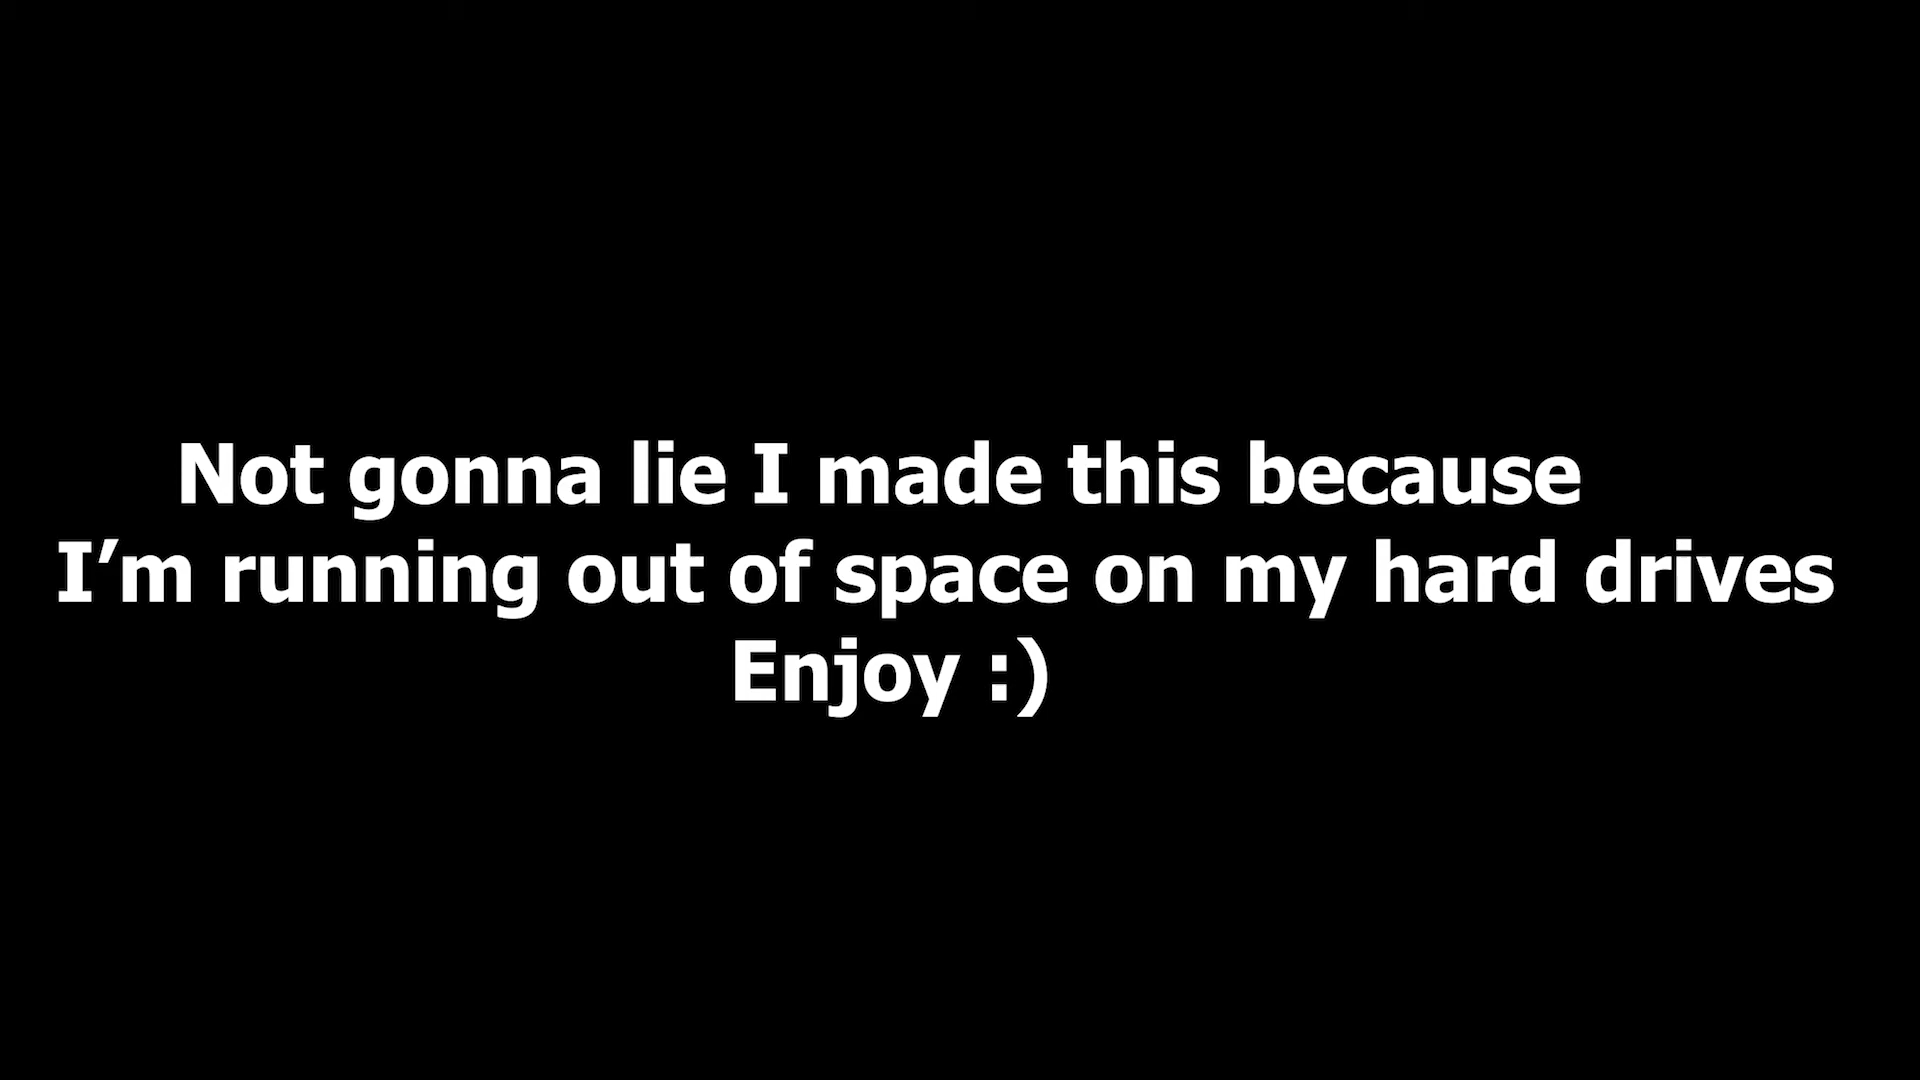 Not gonna lie I made this because
I’m running out of space on my hard drives
Enjoy :)